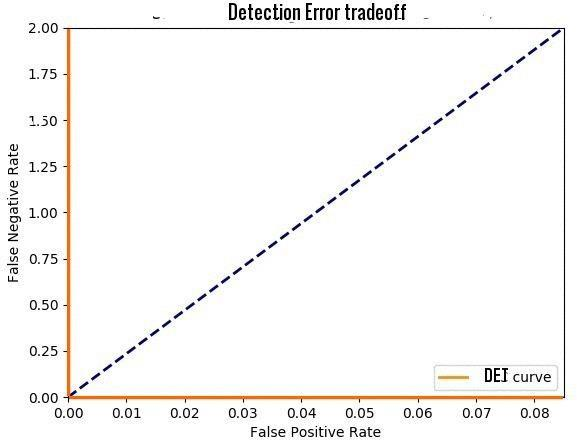 Detection Error tradeoff
2.00
1.75
1.50
1.25
1.00
0.75
0.50
0.25
0.00
False Negative Rate
0.00 0.01 0.02 0.03 0.04 0.05 0.06 0.07 0.08
False Positive Rate
DET curve